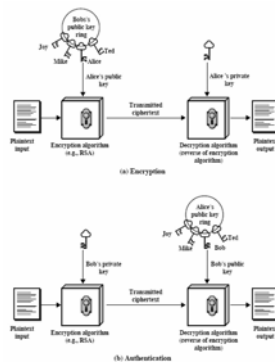 Bob's
public key
ring
Joy
Ted
Mike
Alice
Alice's public
key
Alice's private
key
Transmitted
ciphertext
Plaintext
input
Encryption algorithm
(e.g., RSA)
Decryption algorithm
(reverse of encryption
algorithm)
Plaintext
output
(a) Encryption
Alice's
public key
ring
Joy
Ted
Mike
Bob
Bob's private
key
Bob's public
key
Transmitted
ciphertext
Plaintext
input
Encryption algorithm
(e.g., RSA)
Decryption algorithm
(reverse of encryption
algorithm)
Plaintext
output
(b) Authentication